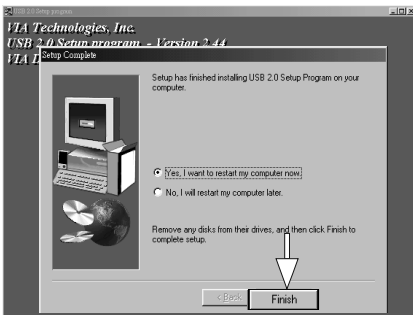 USB 2.0 Setup program
VIA Technologies, Inc.
USB 2.0 Setup program - Version 2.44
VIA D
Setup Complete
Setup has finished installing USB 2.0 Setup Program on your
computer.
Yes, I want to restart my computer now.
No, I will restart my computer later.
Remove any disks from their drives, and then click Finish to
complete setup.
< Back
Finish